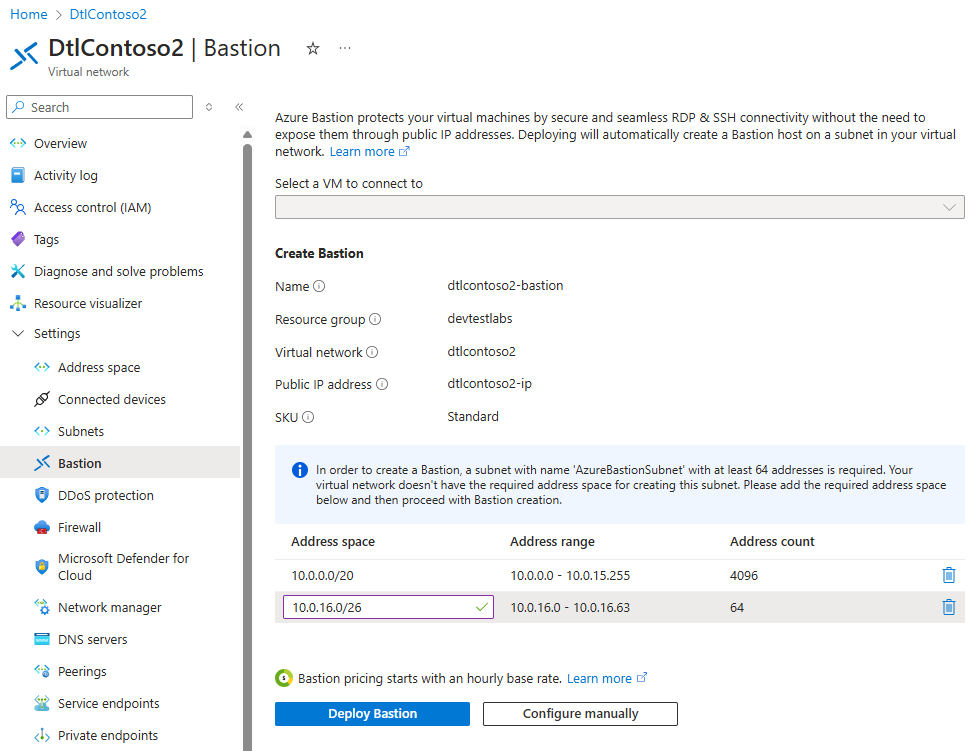 Home > DtlContoso2
DtlContoso2 | Bastion
Virtual network
Search
Overview
Activity log
Access control (IAM)
Tags
Diagnose and solve problems
Resource visualizer
Settings
Address space
Connected devices
Subnets
Bastion
DDoS protection
Firewall
Microsoft Defender for
Cloud
Network manager
DNS servers
Peerings
Service endpoints
Private endpoints
Azure Bastion protects your virtual machines by secure and seamless RDP & SSH connectivity without the need to
expose them through public IP addresses. Deploying will automatically create a Bastion host on a subnet in your virtual
network. Learn more
Select a VM to connect to
Create Bastion
Name dtlcontoso2-bastion
Resource group devtestlabs
Virtual network dtlcontoso2
Public IP address dtlcontoso2-ip
SKU Standard
In order to create a Bastion, a subnet with name 'AzureBastionSubnet' with at least 64 addresses is required. Your
virtual network doesn't have the required address space for creating this subnet. Please add the required address space
below and then proceed with Bastion creation.
Address space Address range Address count
10.0.0.0/20 10.0.0.0 - 10.0.15.255 4096
10.0.16.0/26 10.0.16.0 - 10.0.16.63 64
Bastion pricing starts with an hourly base rate. Learn more
Deploy Bastion Configure manually